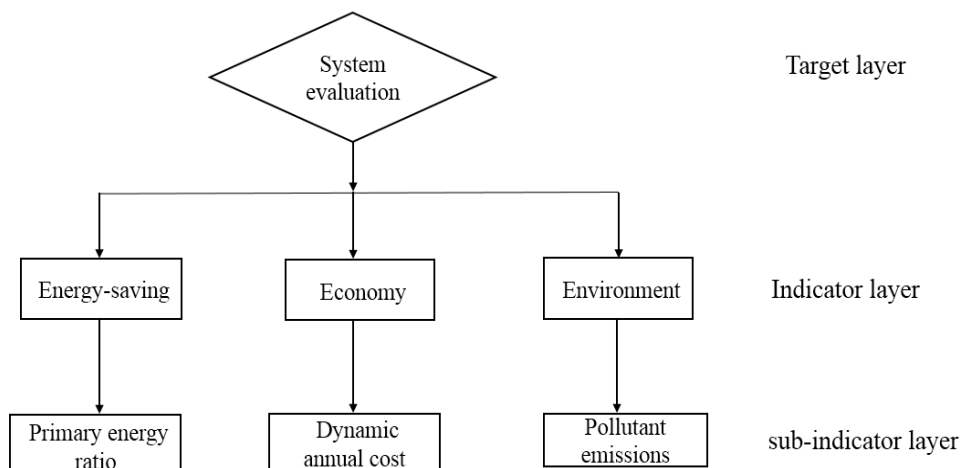 System
evaluation
Target layer
Energy-saving
Economy
Environment
Indicator layer
Primary energy
ratio
Dynamic
annual cost
Pollutant
emissions
sub-indicator layer